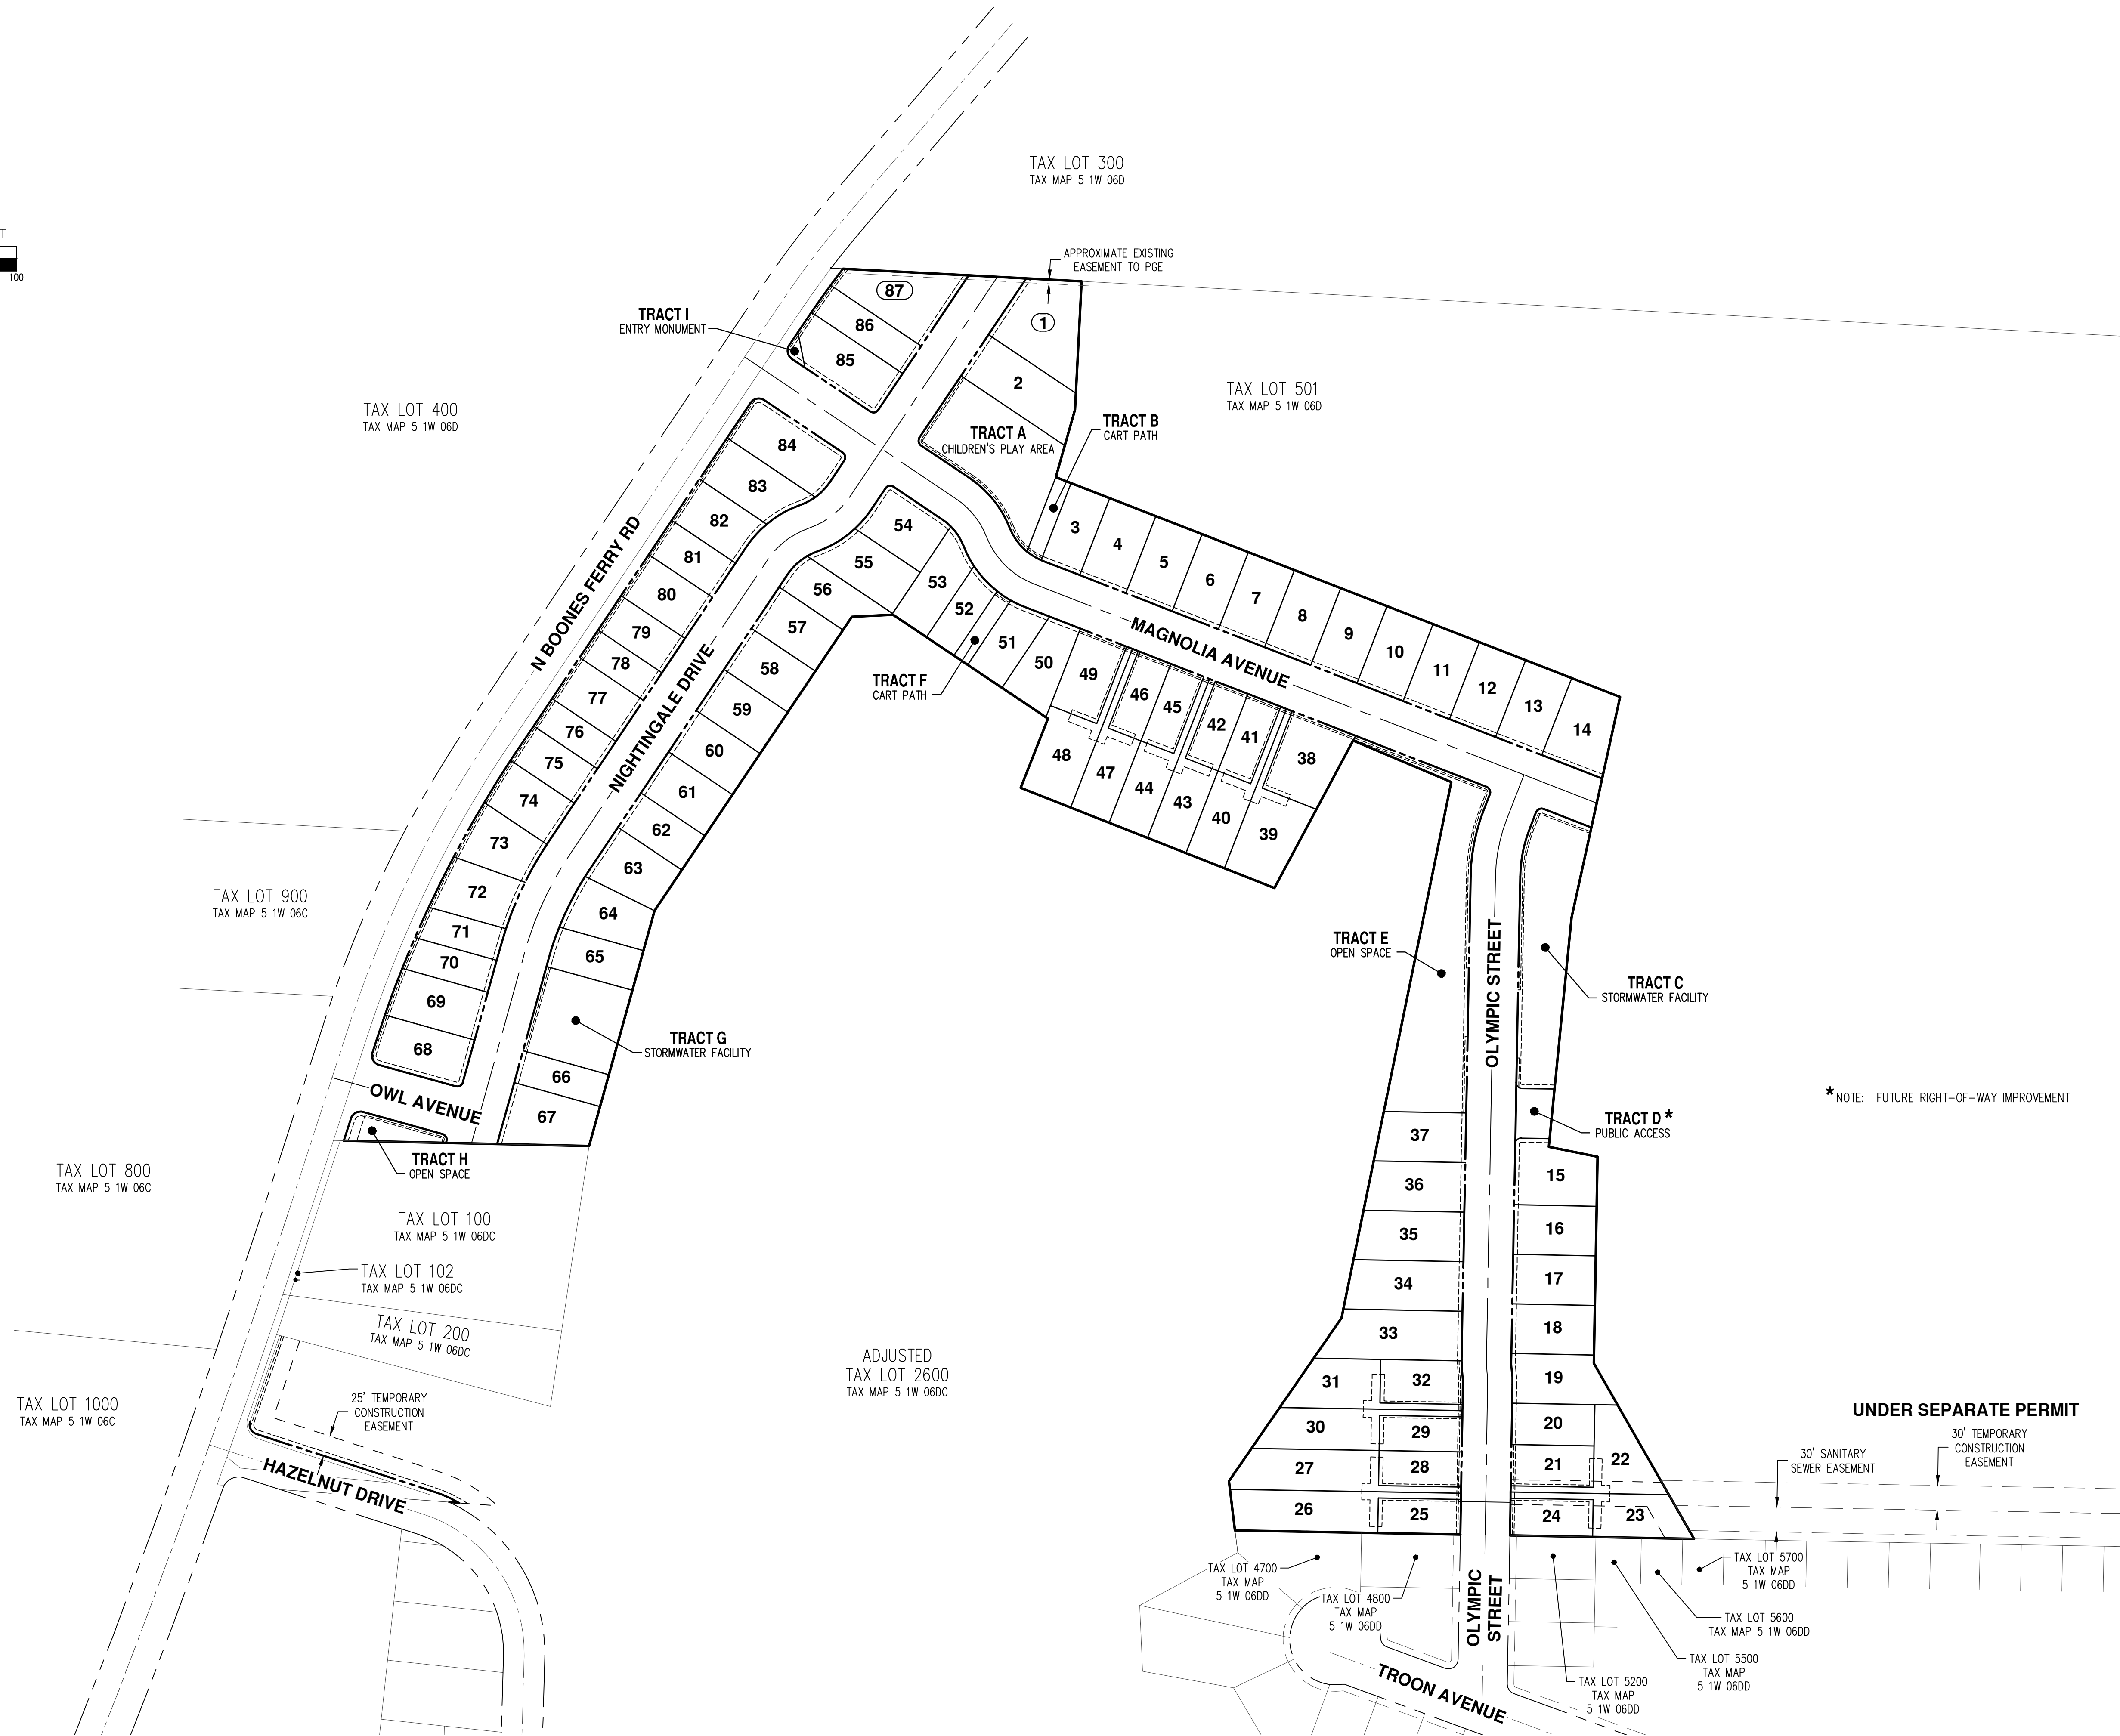 TAX LOT 300
TAX MAP 5 1W 06D
T
100
APPROXIMATE EXISTING
EASEMENT TO PGE
87
TRACT I
ENTRY MONUMENT
86
1
85
2
TAX LOT 400
TAX MAP 5 1W 06D
TAX LOT 501
TAX MAP 5 1W 06D
TRACT A
CHILDREN'S PLAY AREA
TRACT B
CART PATH
84
83
82
81
80
79
78
77
76
75
74
73
72
71
70
69
68
N BOONES FERRY RD
NIGHTINGALE DRIVE
54
55
53
52
56
57
58
59
60
61
62
63
64
65
66
67
51
50
49
46
45
42
41
38
48
47
44
43
40
39
TRACT F
CART PATH
MAGNOLIA AVENUE
3
4
5
6
7
8
9
10
11
12
13
14
TAX LOT 900
TAX MAP 5 1W 06C
TRACT G
STORMWATER FACILITY
TRACT E
OPEN SPACE
OLYMPIC STREET
TRACT C
STORMWATER FACILITY
OWL AVENUE
TRACT H
OPEN SPACE
TRACT D *
PUBLIC ACCESS
* NOTE: FUTURE RIGHT-OF-WAY IMPROVEMENT
TAX LOT 800
TAX MAP 5 1W 06C
TAX LOT 100
TAX MAP 5 1W 06DC
TAX LOT 102
TAX MAP 5 1W 06DC
TAX LOT 200
TAX MAP 5 1W 06DC
ADJUSTED
TAX LOT 2600
TAX MAP 5 1W 06DC
TAX LOT 1000
TAX MAP 5 1W 06C
25' TEMPORARY
CONSTRUCTION
EASEMENT
HAZELNUT DRIVE
37
36
35
34
33
31
32
30
29
27
28
26
25
15
16
17
18
19
20
21
22
24
23
UNDER SEPARATE PERMIT
30' TEMPORARY
CONSTRUCTION
EASEMENT
30' SANITARY
SEWER EASEMENT
TAX LOT 4700
TAX MAP
5 1W 06DD
TAX LOT 4800
TAX MAP
5 1W 06DD
OLYMPIC
STREET
TAX LOT 5700
TAX MAP
5 1W 06DD
TAX LOT 5600
TAX MAP 5 1W 06DD
TAX LOT 5500
TAX MAP
5 1W 06DD
TAX LOT 5200
TAX MAP
5 1W 06DD
TROON AVENUE